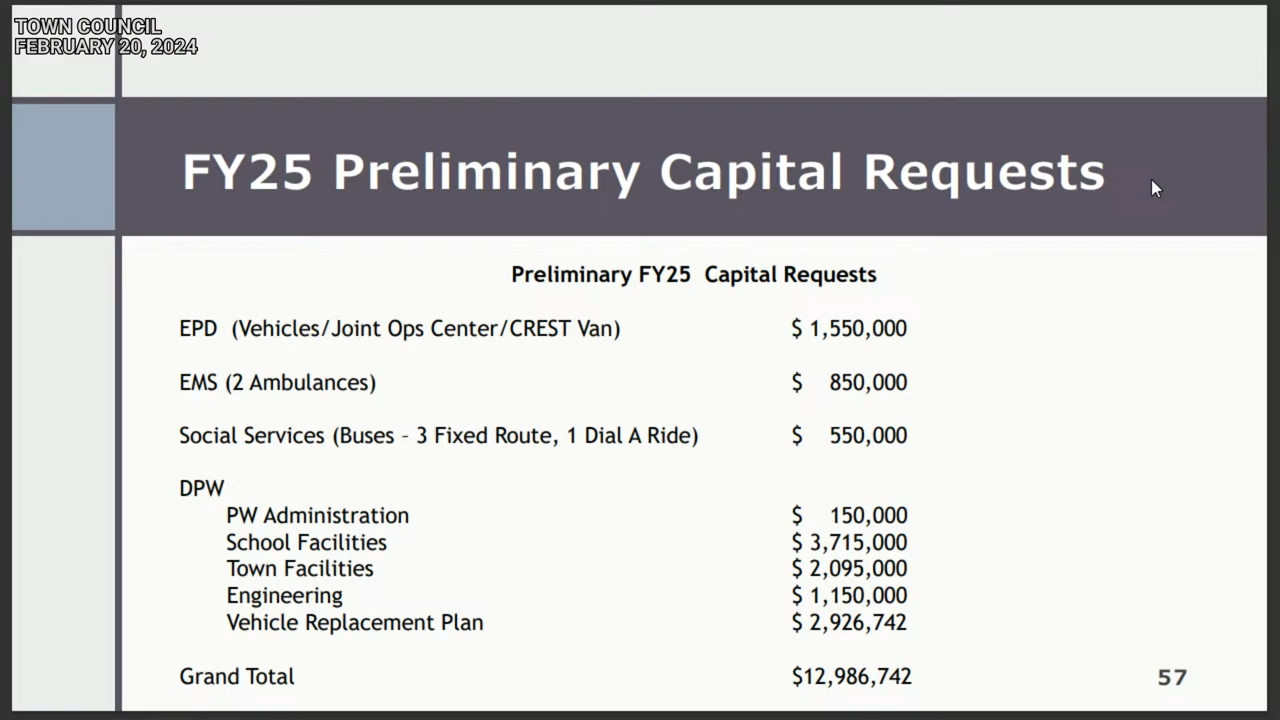 TOWN COUNCIL
FEBRUARY 20, 2024
FY25 Preliminary Capital Requests
Preliminary FY25 Capital Requests
EPD (Vehicles/Joint Ops Center/CREST Van) $ 1,550,000
EMS (2 Ambulances) $ 850,000
Social Services (Buses – 3 Fixed Route, 1 Dial A Ride) $ 550,000
DPW
PW Administration $ 150,000
School Facilities $ 3,715,000
Town Facilities $ 2,095,000
Engineering $ 1,150,000
Vehicle Replacement Plan $ 2,926,742
Grand Total $12,986,742
57